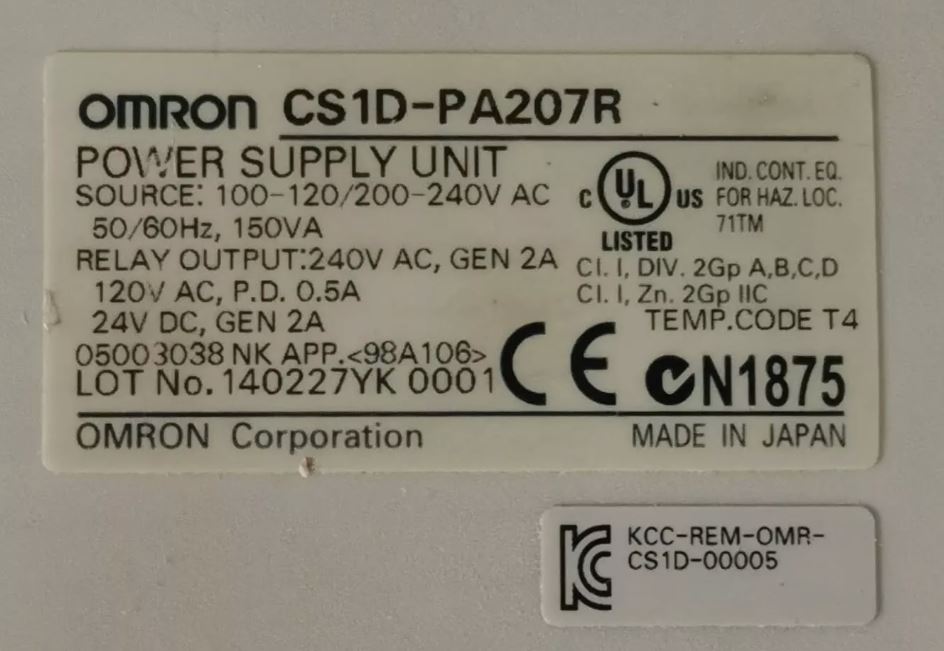 OMRON CS1D-PA207R
POWER SUPPLY UNIT
SOURCE: 100-120/200-240V AC
50/60Hz, 150VA
RELAY OUTPUT:240V AC, GEN 2A
120V AC, P.D. 0.5A
24V DC, GEN 2A
05003038 NK APP.<98A106>
LOT No. 140227YK 0001
C UL US
LISTED
IND. CONT. EQ.
FOR HAZ. LOC.
71TM
Cl. I, DIV. 2Gp A,B,C,D
Cl. I, Zn. 2Gp IIC
TEMP.CODE T4
CE N1875
OMRON Corporation
MADE IN JAPAN
KC KCC-REM-OMR-
CS1D-00005